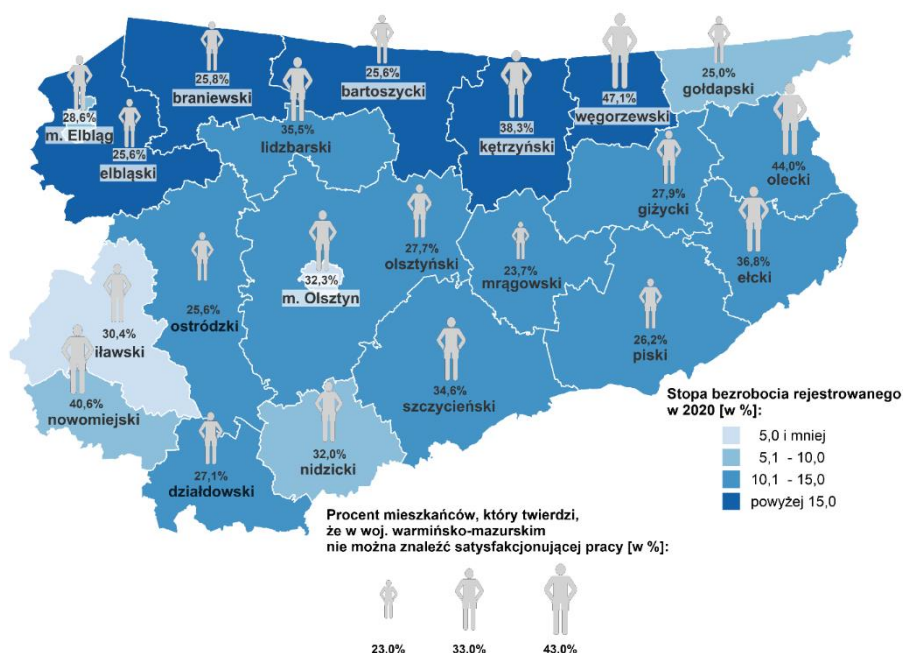 25,8%
braniewski
25,6%
bartoszycki
47,1%
węgorzewski
25,0%
gołdapski
28,6%
m. Elbląg
25,6%
elbląski
35,5%
lidzbarski
38,3%
kętrzyński
44,0%
olecki
27,9%
giżycki
36,8%
ełcki
27,7%
olsztyński
23,7%
mrągowski
32,3%
m. Olsztyn
25,6%
ostródzki
30,4%
iławski
26,2%
piski
40,6%
nowomiejski
34,6%
szczycieński
32,0%
nidzicki
27,1%
działdowski
Stopa bezrobocia rejestrowanego
w 2020 [w %]:
5,0 i mniej
5,1 - 10,0
10,1 - 15,0
powyżej 15,0
Procent mieszkańców, który twierdzi,
że w woj. warmińsko-mazurskim
nie można znaleźć satysfakcjonującej pracy [w %]:
23,0%
33,0%
43,0%